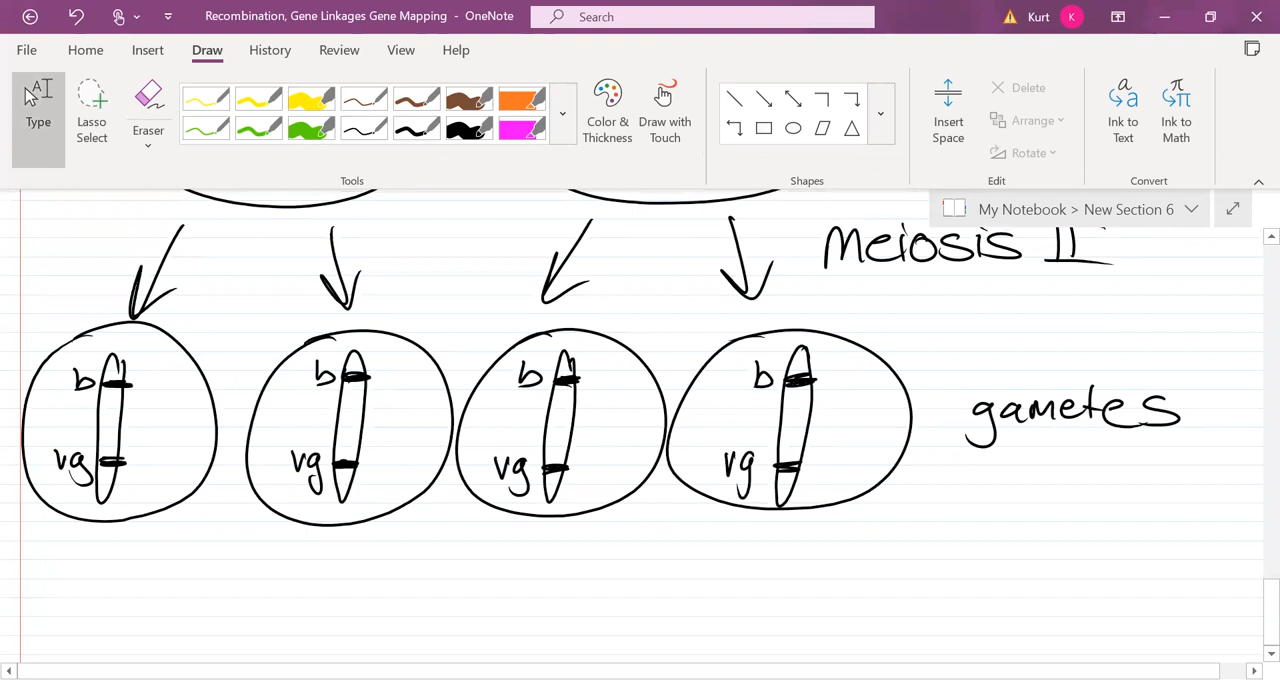 Recombination, Gene Linkages Gene Mapping - OneNote
Search
Kurt
K
File Home Insert Draw History Review View Help
Type
Lasso Select
Eraser
Color & Thickness
Draw with Touch
Insert Space
Delete
Arrange
Rotate
Ink to Text
Ink to Math
Tools
Shapes
Edit
Convert
My Notebook > New Section 6
Meiosis II
b b b b
vg vg vg vg
gametes